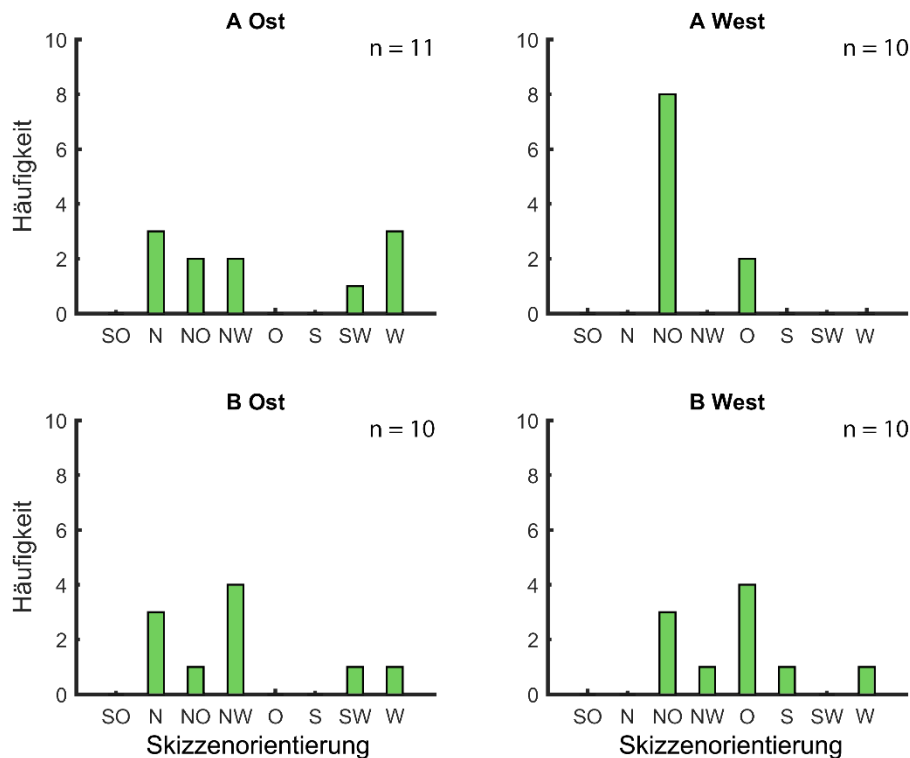 A Ost
n = 11
Häufigkeit
10
8
6
4
2
0
SO N NO NW O S SW W
A West
n = 10
10
8
6
4
2
0
SO N NO NW O S SW W
B Ost
n = 10
Häufigkeit
10
8
6
4
2
0
SO N NO NW O S SW W
Skizzenorientierung
B West
n = 10
10
8
6
4
2
0
SO N NO NW O S SW W
Skizzenorientierung